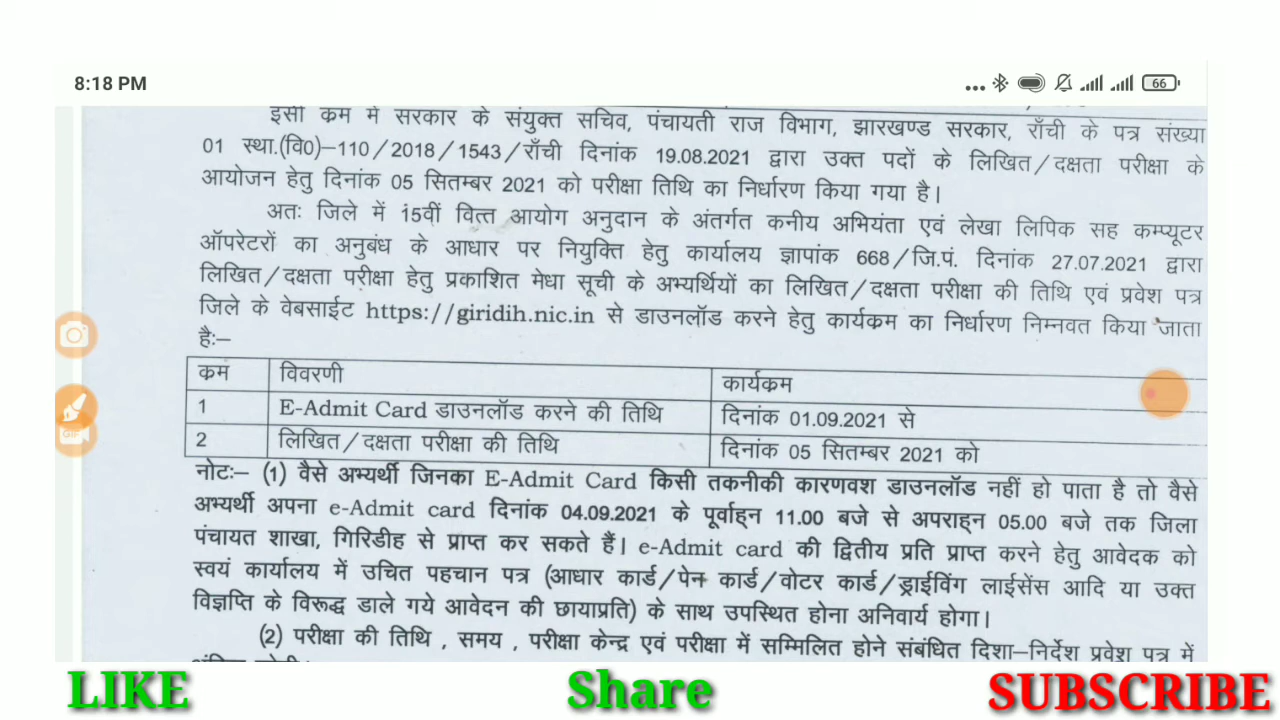 8:18 PM
66
इसी क्रम में सरकार के संयुक्त सचिव, पंचायती राज विभाग, झारखण्ड सरकार, राँची के पत्र संख्या
01 स्था.(वि0)–110/2018/1543/राँची दिनांक 19.08.2021 द्वारा उक्त पदों के लिखित/दक्षता परीक्षा के
आयोजन हेतु दिनांक 05 सितम्बर 2021 को परीक्षा तिथि का निर्धारण किया गया है।
अतः जिले में 15वीं वित्त आयोग अनुदान के अंतर्गत कनीय अभियंता एवं लेखा लिपिक सह कम्प्यूटर
ऑपरेटरों का अनुबंध के आधार पर नियुक्ति हेतु कार्यालय ज्ञापांक 668/जि.पं. दिनांक 27.07.2021 द्वारा
लिखित/दक्षता परीक्षा हेतु प्रकाशित मेधा सूची के अभ्यर्थियों का लिखित/दक्षता परीक्षा की तिथि एवं प्रवेश पत्र
जिले के वेबसाईट https://giridih.nic.in से डाउनलॉड करने हेतु कार्यक्रम का निर्धारण निम्नवत किया जाता
है:–
क्रम विवरणी कार्यक्रम
1 E-Admit Card डाउनलॉड करने की तिथि दिनांक 01.09.2021 से
2 लिखित/दक्षता परीक्षा की तिथि दिनांक 05 सितम्बर 2021 को
नोटः– (1) वैसे अभ्यर्थी जिनका E-Admit Card किसी तकनीकी कारणवश डाउनलॉड नहीं हो पाता है तो वैसे
अभ्यर्थी अपना e-Admit card दिनांक 04.09.2021 के पूर्वाह्न 11.00 बजे से अपराह्न 05.00 बजे तक जिला
पंचायत शाखा, गिरिडीह से प्राप्त कर सकते हैं। e-Admit card की द्वितीय प्रति प्राप्त करने हेतु आवेदक को
स्वयं कार्यालय में उचित पहचान पत्र (आधार कार्ड/पेन कार्ड/वोटर कार्ड/ड्राईविंग लाईसेंस आदि या उक्त
विज्ञप्ति के विरूद्ध डाले गये आवेदन की छायाप्रति) के साथ उपस्थित होना अनिवार्य होगा।
(2) परीक्षा की तिथि , समय , परीक्षा केन्द्र एवं परीक्षा में सम्मिलित होने संबंधित दिशा–निर्देश प्रवेश पत्र में
GIF
LIKE Share SUBSCRIBE